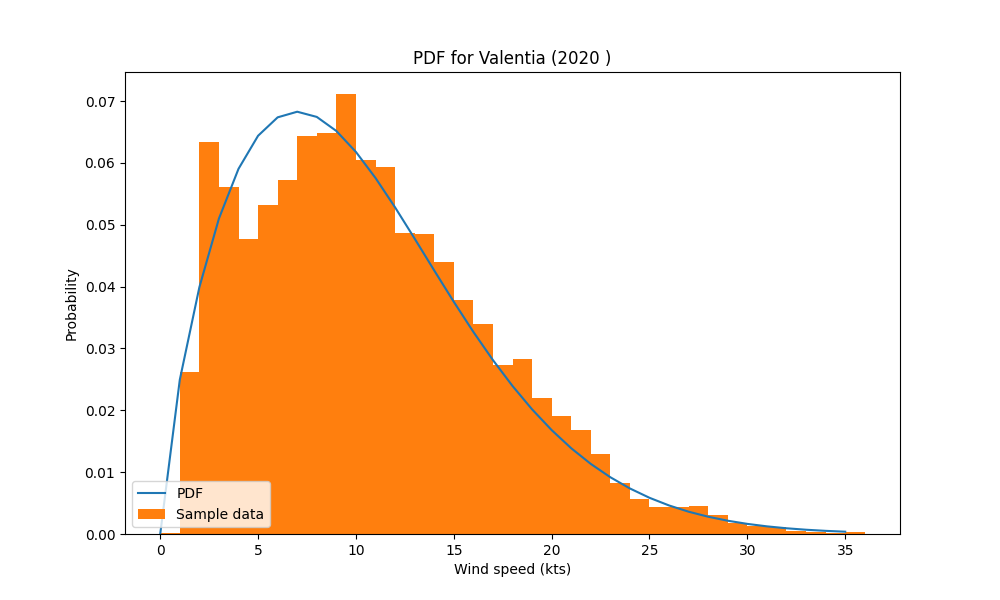 PDF for Valentia (2020 )
Probability
0.07
0.06
0.05
0.04
0.03
0.02
0.01
0.00
PDF
Sample data
0 5 10 15 20 25 30 35
Wind speed (kts)